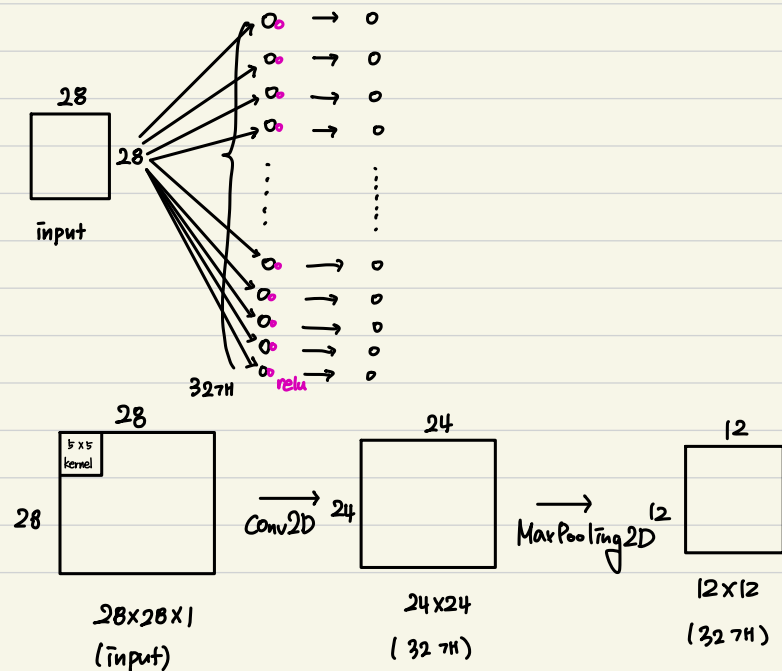 28
28
input
32개
relu
28
5x5
kernel
28
Conv2D
28x28x1
(input)
24
24
MaxPooling2D
24x24
(32개)
12
12
12x12
(32개)